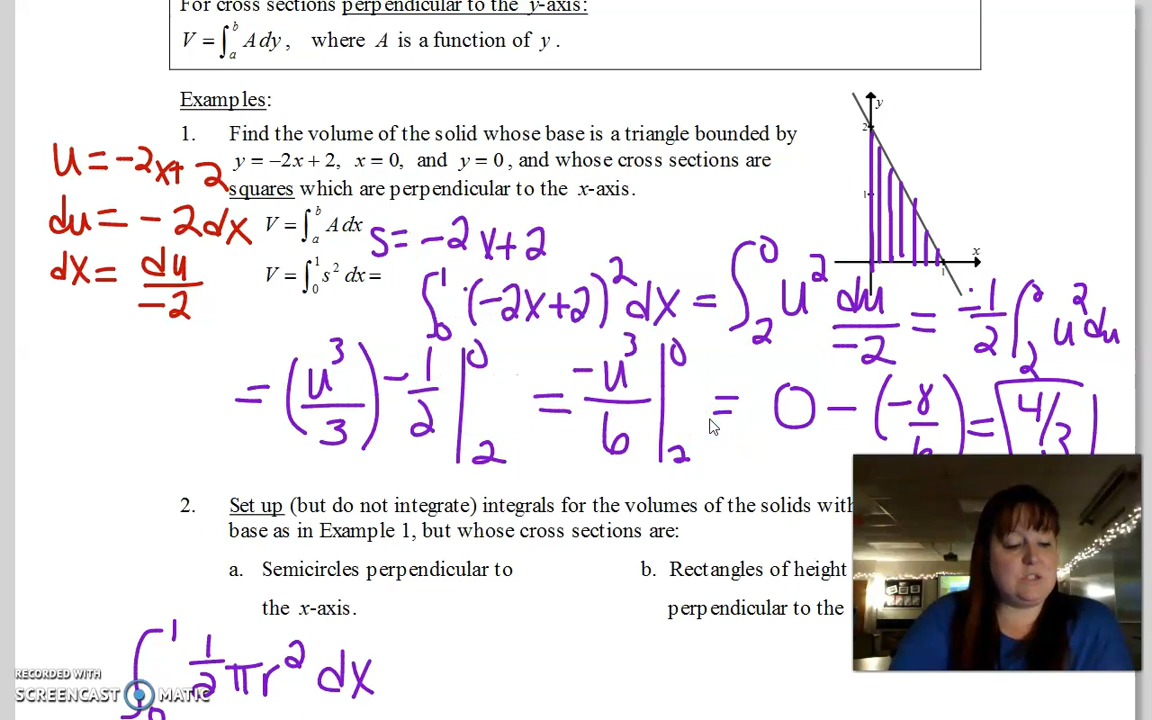 For cross sections perpendicular to the y-axis:
V = ∫_a^b A dy, where A is a function of y.
Examples:
1. Find the volume of the solid whose base is a triangle bounded by
y = −2x + 2, x = 0, and y = 0, and whose cross sections are
squares which are perpendicular to the x-axis.
u = -2x + 2
du = -2dx
dx = du/-2
y
2
1
x
1
V = ∫_a^b A dx
s = -2x + 2
V = ∫_0^1 s² dx =
∫_0^1 (-2x+2)² dx = ∫_2^0 u² du/-2 = -1/2 ∫_2^0 u² du
= (u³/3) -1/2 |_2^0 = -u³/6 |_2^0 = 0 - (-8/6) = 4/3
2. Set up (but do not integrate) integrals for the volumes of the solids with
base as in Example 1, but whose cross sections are:
a. Semicircles perpendicular to
the x-axis.
b. Rectangles of height
perpendicular to the
∫_0^1 1/2 πr² dx
RECORDED WITH
SCREENCAST MATIC